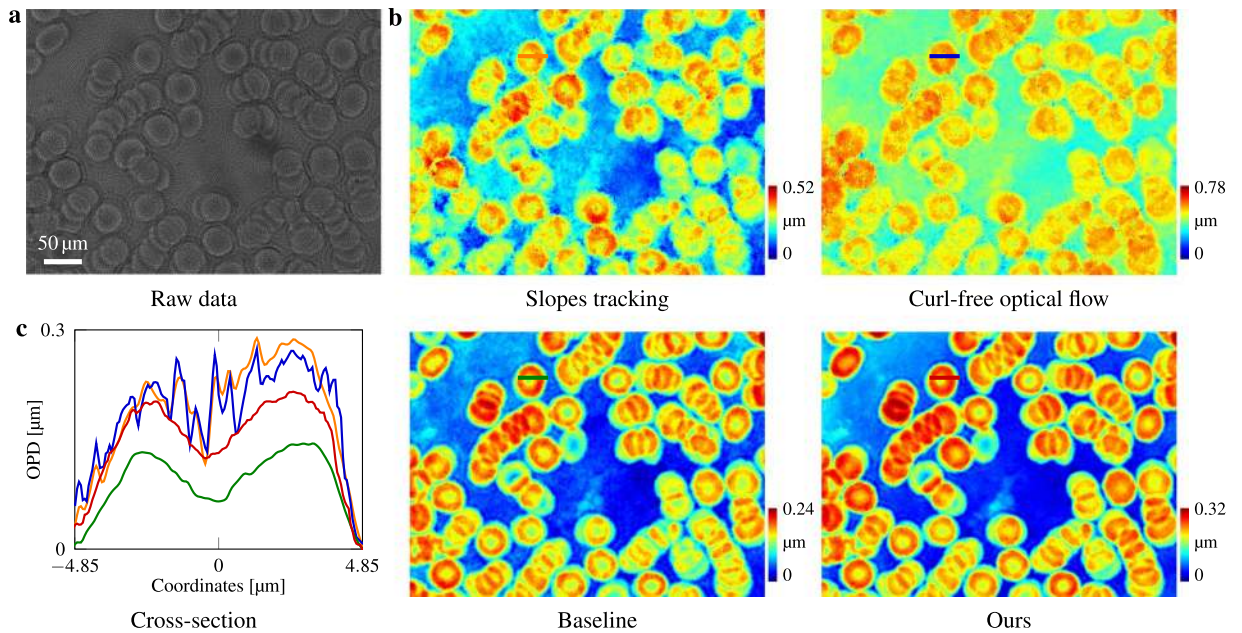 a
b
50 µm
0.52
µm
0
0.78
µm
0
Raw data
Slopes tracking
Curl-free optical flow
c
0.3
OPD [µm]
0
−4.85
0
4.85
Coordinates [µm]
0.24
µm
0
0.32
µm
0
Cross-section
Baseline
Ours